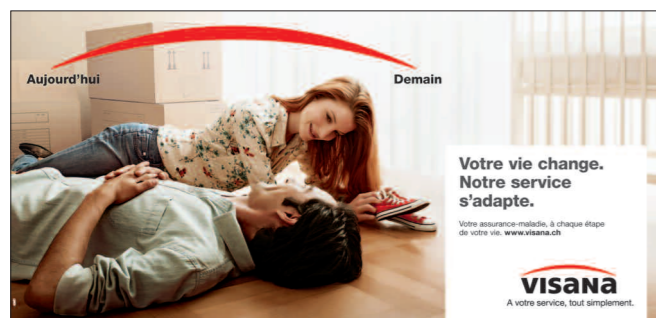 Aujourd'hui
Demain
Votre vie change.
Notre service
s'adapte.
Votre assurance-maladie, à chaque étape
de votre vie. www.visana.ch
visana
A votre service, tout simplement.